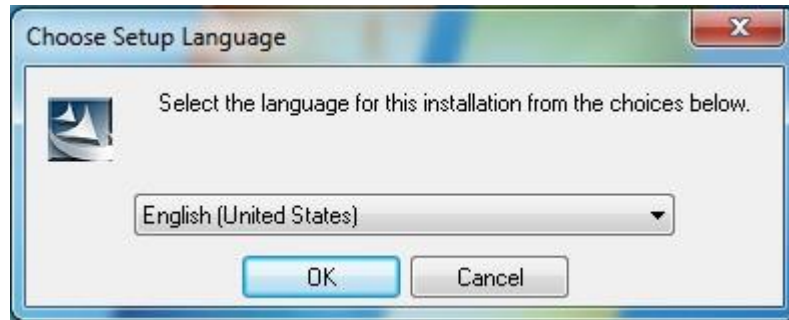 Choose Setup Language
Select the language for this installation from the choices below.
English (United States)
OK
Cancel